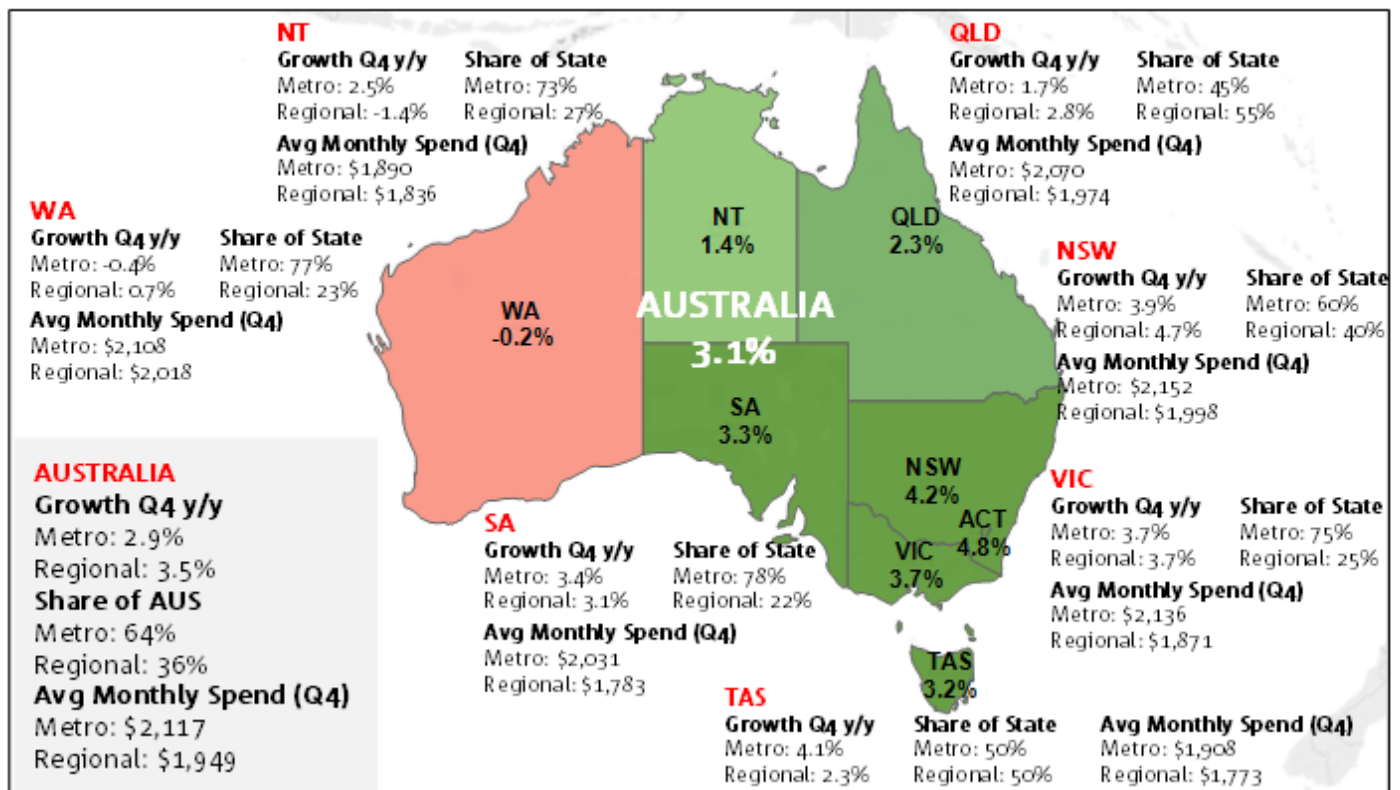 NT
Growth Q4 y/y Share of State
Metro: 2.5% Metro: 73%
Regional: -1.4% Regional: 27%
Avg Monthly Spend (Q4)
Metro: $1,890
Regional: $1,836
QLD
Growth Q4 y/y Share of State
Metro: 1.7% Metro: 45%
Regional: 2.8% Regional: 55%
Avg Monthly Spend (Q4)
Metro: $2,070
Regional: $1,974
WA
Growth Q4 y/y Share of State
Metro: -0.4% Metro: 77%
Regional: 0.7% Regional: 23%
Avg Monthly Spend (Q4)
Metro: $2,108
Regional: $2,018
NT
1.4%
QLD
2.3%
WA
-0.2%
AUSTRALIA
3.1%
SA
3.3%
NSW
4.2%
ACT
4.8%
VIC
3.7%
TAS
3.2%
NSW
Growth Q4 y/y Share of State
Metro: 3.9% Metro: 60%
Regional: 4.7% Regional: 40%
Avg Monthly Spend (Q4)
Metro: $2,152
Regional: $1,998
AUSTRALIA
Growth Q4 y/y
Metro: 2.9%
Regional: 3.5%
Share of AUS
Metro: 64%
Regional: 36%
Avg Monthly Spend (Q4)
Metro: $2,117
Regional: $1,949
SA
Growth Q4 y/y Share of State
Metro: 3.4% Metro: 78%
Regional: 3.1% Regional: 22%
Avg Monthly Spend (Q4)
Metro: $2,031
Regional: $1,783
VIC
Growth Q4 y/y Share of State
Metro: 3.7% Metro: 75%
Regional: 3.7% Regional: 25%
Avg Monthly Spend (Q4)
Metro: $2,136
Regional: $1,871
TAS
Growth Q4 y/y Share of State Avg Monthly Spend (Q4)
Metro: 4.1% Metro: 50% Metro: $1,908
Regional: 2.3% Regional: 50% Regional: $1,773